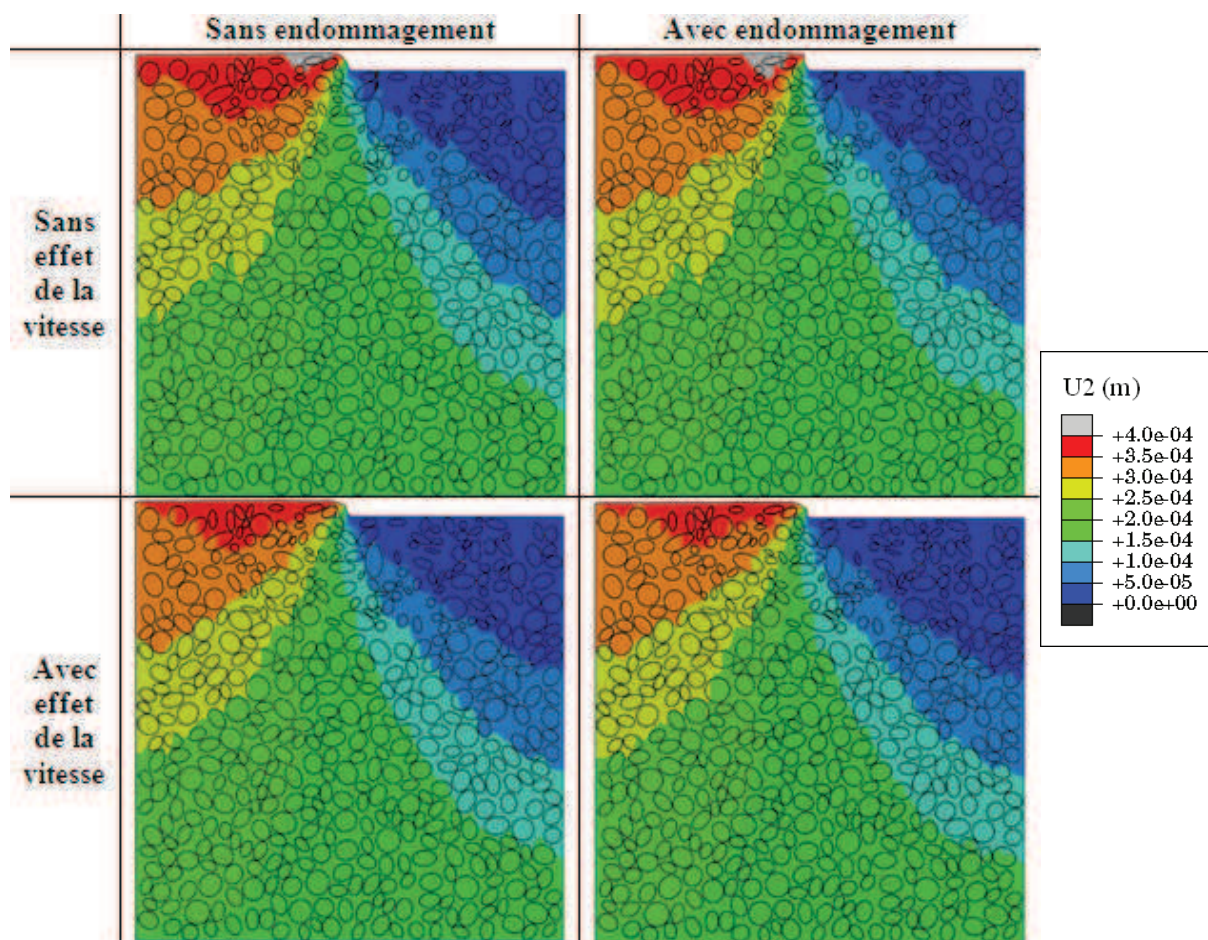 Sans endommagement
Avec endommagement
Sans
effet
de la
vitesse
Avec
effet
de la
vitesse
U2 (m)
+4.0e-04
+3.5e-04
+3.0e-04
+2.5e-04
+2.0e-04
+1.5e-04
+1.0e-04
+5.0e-05
+0.0e+00